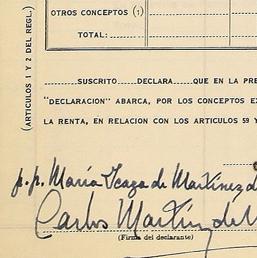 OTROS CONCEPTOS (1)
TOTAL:
(ARTICULOS 1 Y 2 DEL REGL.)
SUSCRITO DECLARA QUE EN LA PRE
"DECLARACION" ABARCA, POR LOS CONCEPTOS EX
LA RENTA, EN RELACION CON LOS ARTICULOS 59 Y
p.p. María Icaza de Martínez d
Carlos Martínez de
(Firma del declarante)